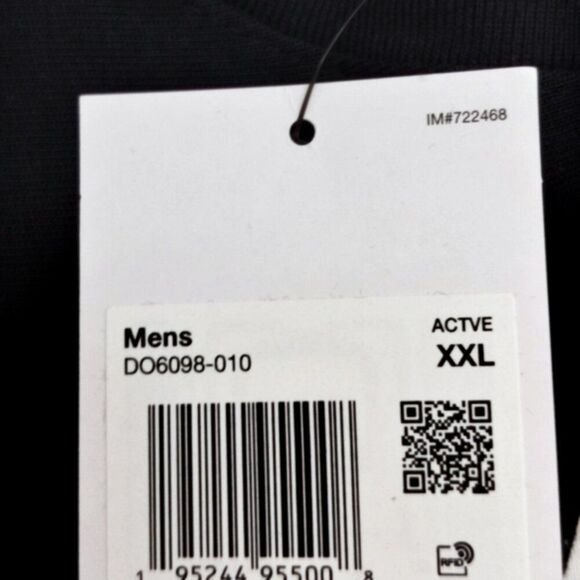 IM#722468
Mens
ACTVE
DO6098-010
XXL
RFID
1 95244 95500 8